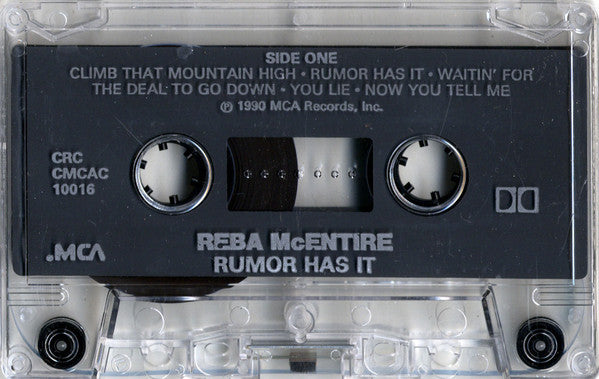 SIDE ONE
CLIMB THAT MOUNTAIN HIGH • RUMOR HAS IT • WAITIN' FOR
THE DEAL TO GO DOWN • YOU LIE • NOW YOU TELL ME
℗ 1990 MCA Records, Inc.
CRC
CMCAC
10016
.MCA
REBA McENTIRE
RUMOR HAS IT